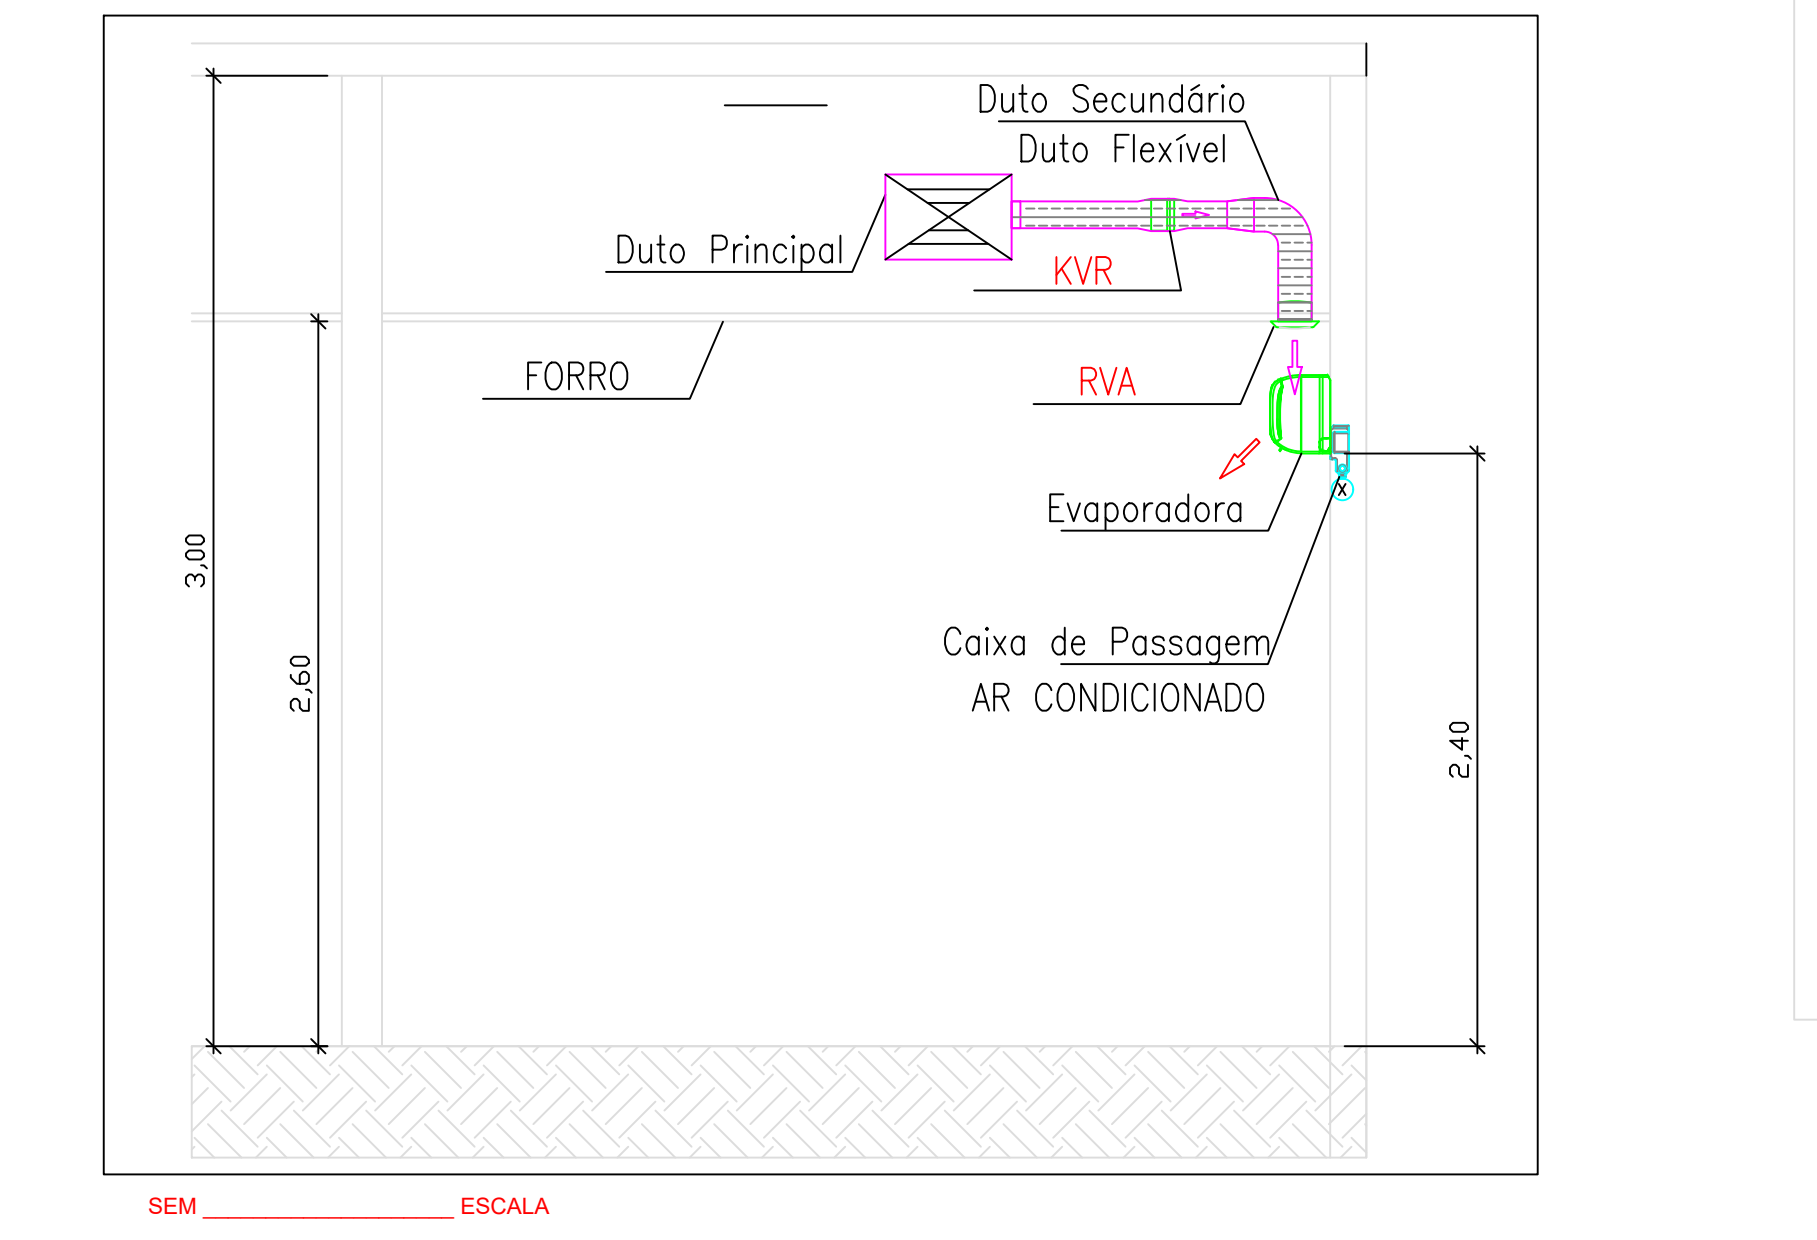 Duto Secundário
Duto Flexível
Duto Principal
KVR
FORRO
RVA
Evaporadora
3,00
2,60
Caixa de Passagem
AR CONDICIONADO
2,40
X
SEM ____________________ ESCALA